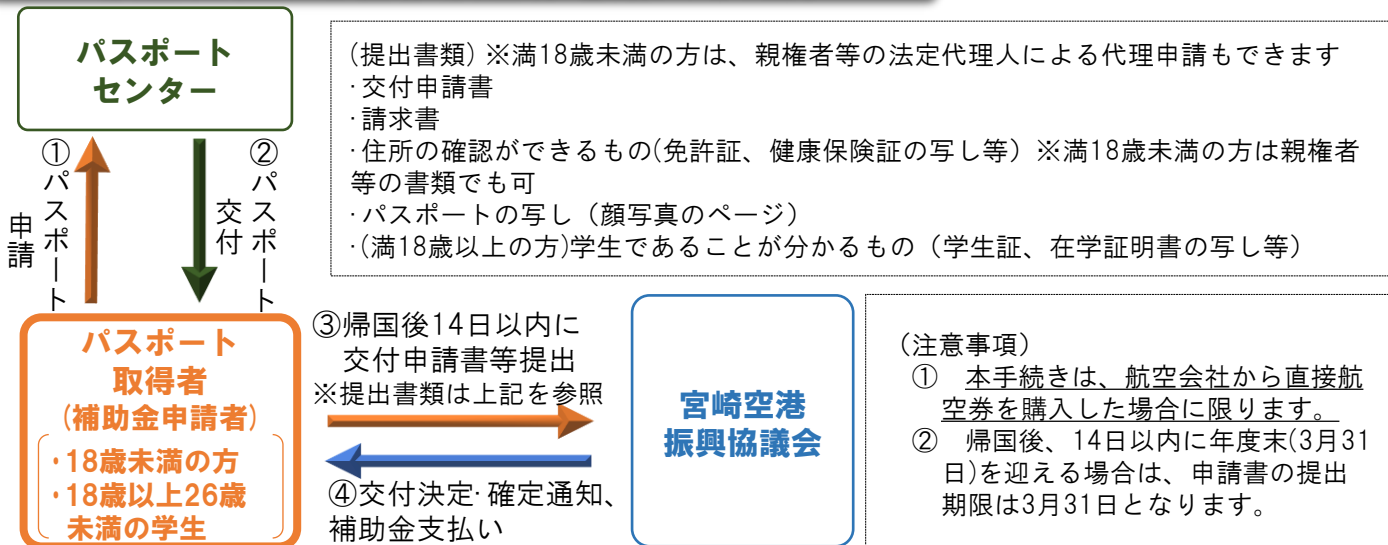 パスポート
センター
(提出書類) ※満18歳未満の方は、親権者等の法定代理人による代理申請もできます
･交付申請書
･請求書
･住所の確認ができるもの(免許証、健康保険証の写し等) ※満18歳未満の方は親権者
等の書類でも可
･パスポートの写し（顔写真のページ）
･(満18歳以上の方)学生であることが分かるもの（学生証、在学証明書の写し等）
①パスポート
申請
②パスポート
交付
パスポート
取得者
(補助金申請者)
・18歳未満の方
・18歳以上26歳
未満の学生
③帰国後14日以内に
交付申請書等提出
※提出書類は上記を参照
④交付決定･確定通知、
補助金支払い
宮崎空港
振興協議会
（注意事項）
① 本手続きは、航空会社から直接航
空券を購入した場合に限ります。
② 帰国後、14日以内に年度末(3月31
日)を迎える場合は、申請書の提出
期限は3月31日となります。